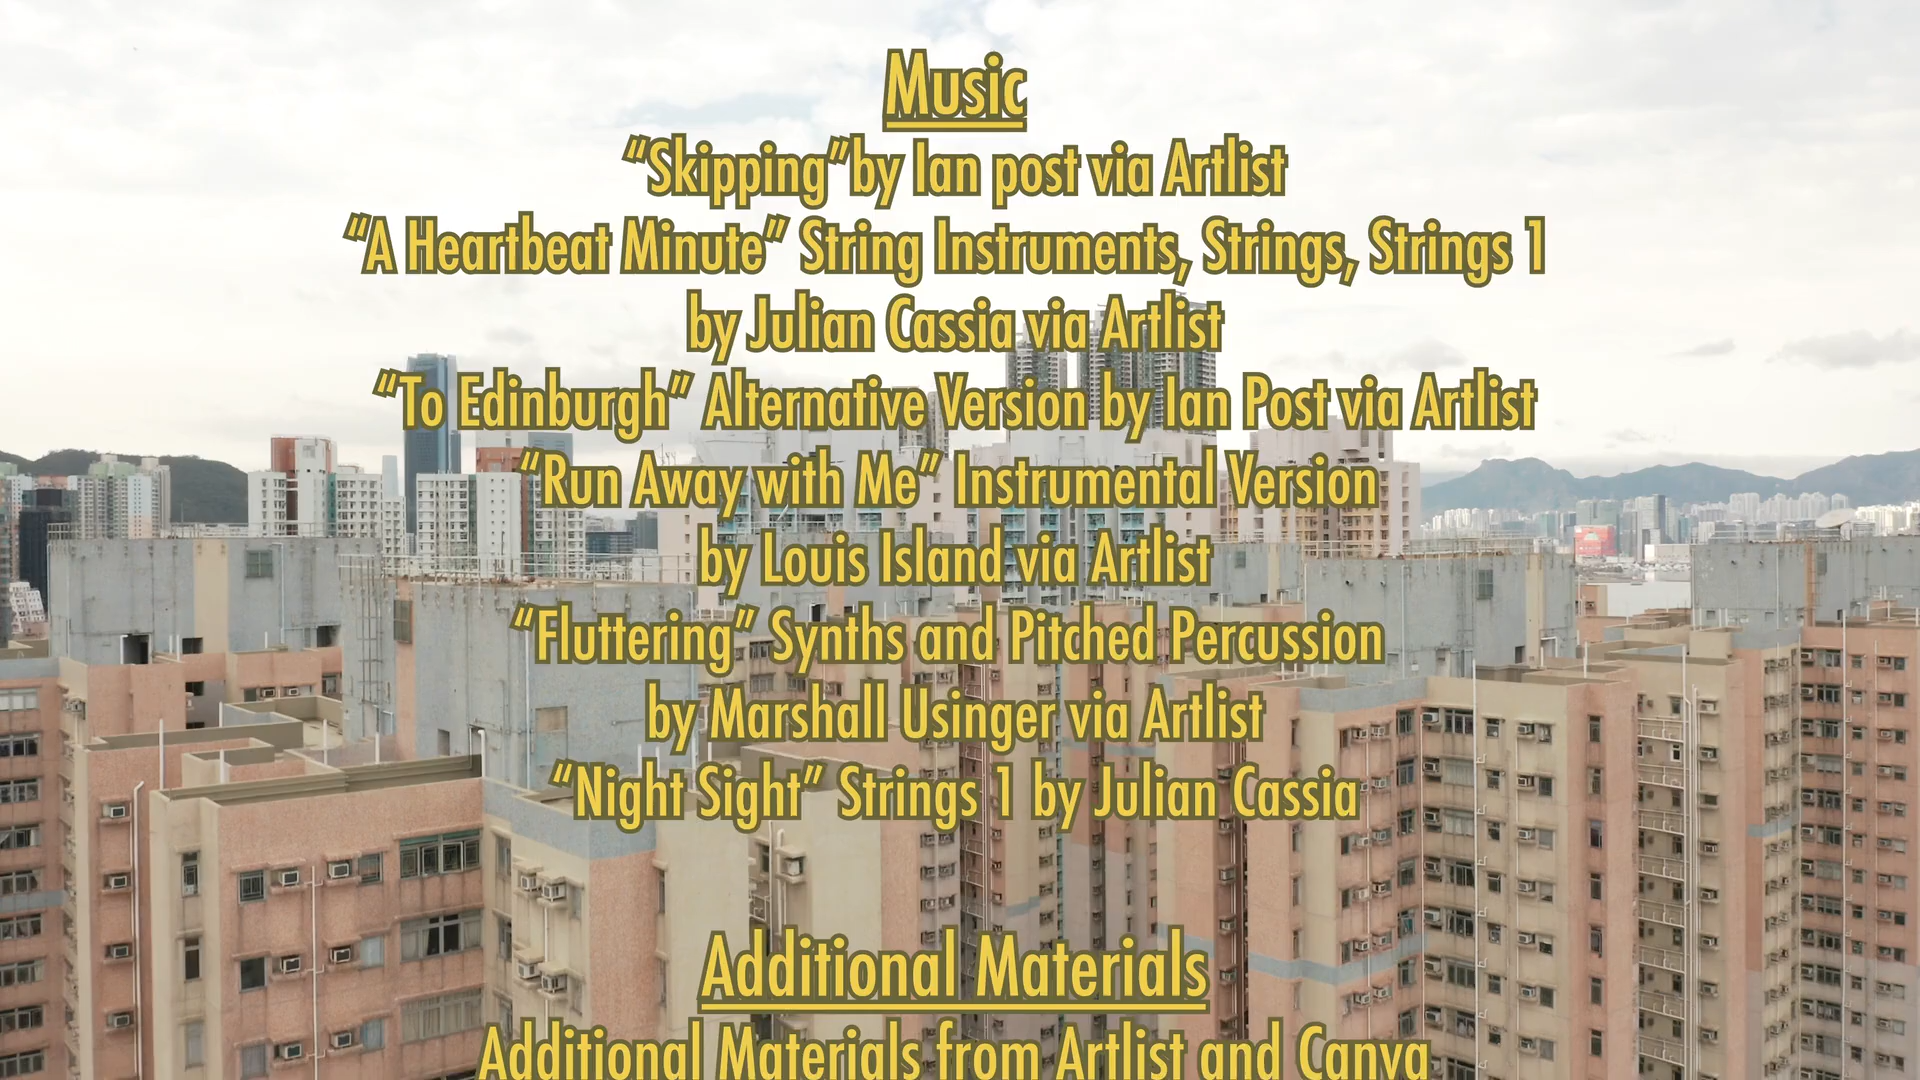 Music
“Skipping”by Ian post via Artlist
“A Heartbeat Minute” String Instruments, Strings, Strings 1
by Julian Cassia via Artlist
“To Edinburgh” Alternative Version by Ian Post via Artlist
“Run Away with Me” Instrumental Version
by Louis Island via Artlist
“Fluttering” Synths and Pitched Percussion
by Marshall Usinger via Artlist
“Night Sight” Strings 1 by Julian Cassia
Additional Materials
Additional Materials from Artlist and Canva